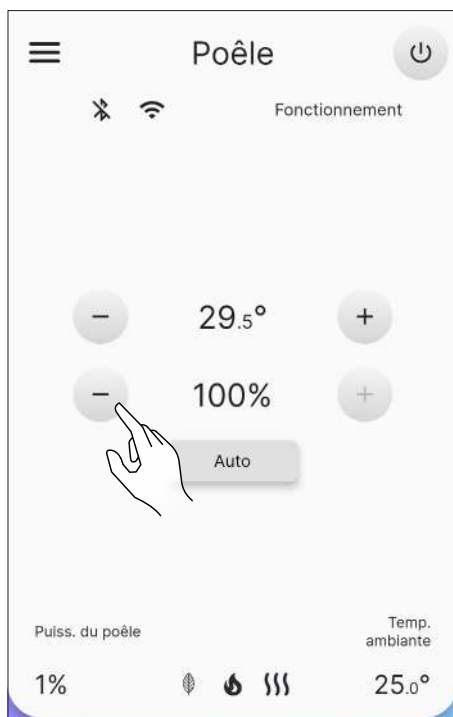 Poêle
Fonctionnement
29.5°
100%
Auto
Puiss. du poêle
Temp.
ambiante
1%
25.0°